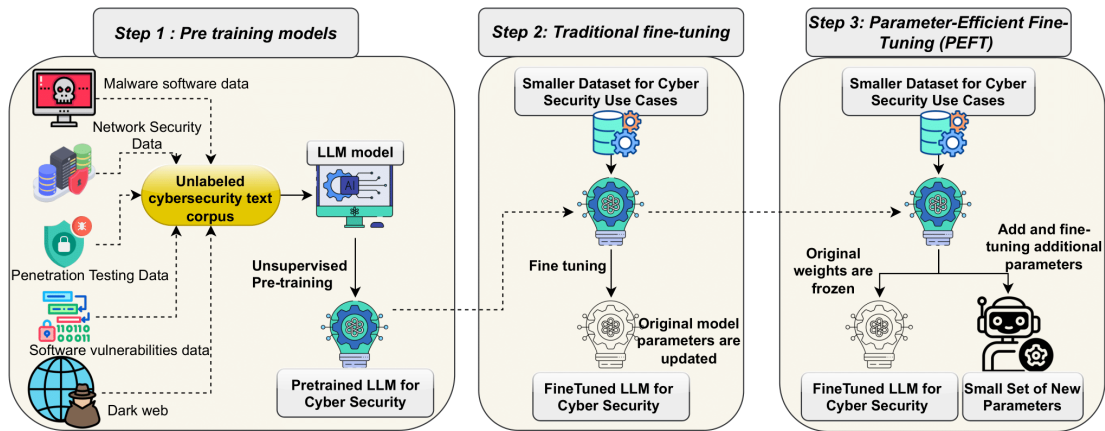 Step 1 : Pre training models
Malware software data
Network Security
Data
Unlabeled
cybersecurity text
corpus
Penetration Testing Data
110110
00011
Software vulnerabilities data
Dark web
LLM model
AI
Unsupervised
Pre-training
Pretrained LLM for
Cyber Security
Step 2: Traditional fine-tuning
Smaller Dataset for Cyber
Security Use Cases
Fine tuning
Original model
parameters are
updated
FineTuned LLM for
Cyber Security
Step 3: Parameter-Efficient Fine-
Tuning (PEFT)
Smaller Dataset for Cyber
Security Use Cases
Original
weights are
frozen
Add and fine-
tuning additional
parameters
FineTuned LLM for
Cyber Security
Small Set of New
Parameters